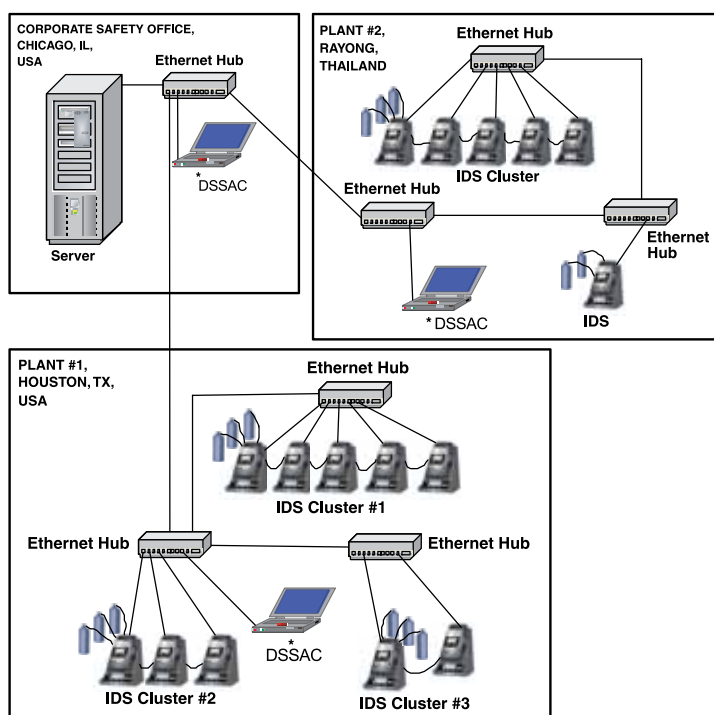 CORPORATE SAFETY OFFICE,
CHICAGO, IL,
USA
Ethernet Hub
*
DSSAC
Server
PLANT #2,
RAYONG,
THAILAND
Ethernet Hub
IDS Cluster
Ethernet Hub
Ethernet
Hub
* DSSAC
IDS
PLANT #1,
HOUSTON, TX,
USA
Ethernet Hub
IDS Cluster #1
Ethernet Hub
Ethernet Hub
*
DSSAC
IDS Cluster #2
IDS Cluster #3